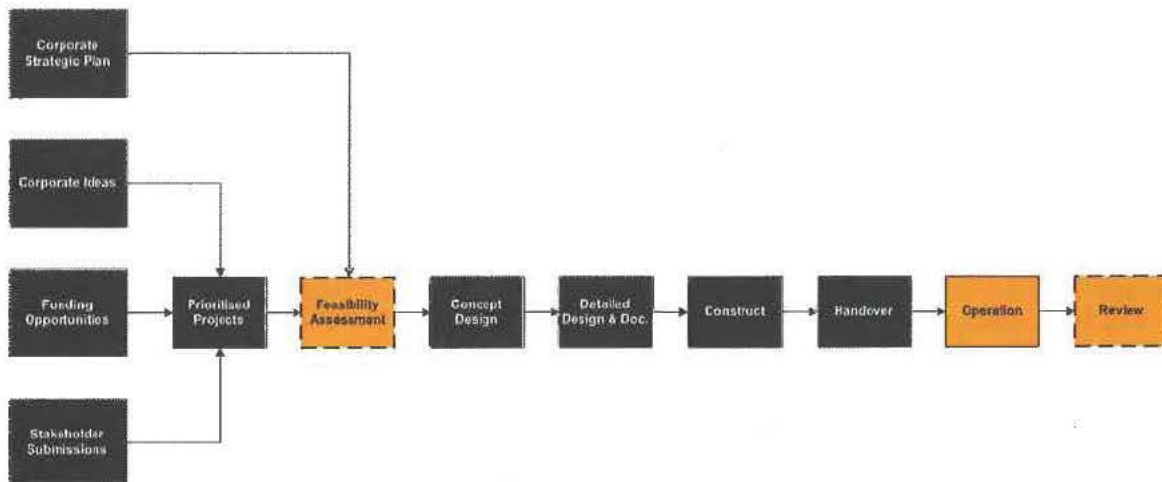 Corporate
Strategic Plan
Corporate Ideas
Funding
Opportunities
Prioritised
Projects
Feasibility
Assessment
Concept
Design
Detailed
Design & Doc.
Construct
Handover
Operation
Review
Stakeholder
Submissions